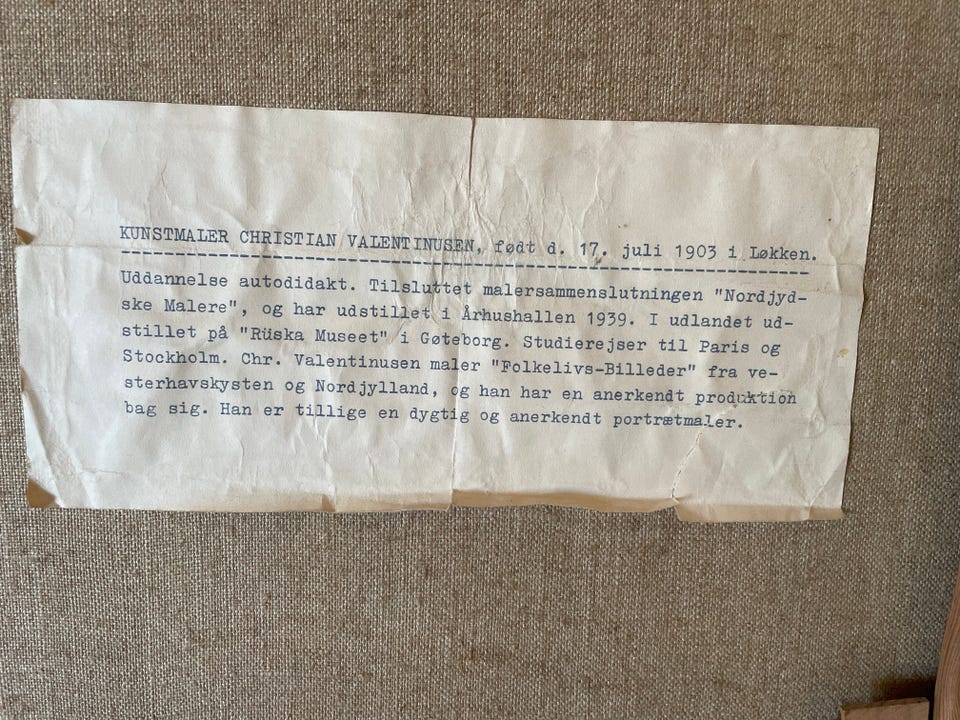 KUNSTMALER CHRISTIAN VALENTINUSEN, født d. 17. juli 1903 i Løkken.
Uddannelse autodidakt. Tilsluttet malersammenslutningen "Nordjyd-
ske Malere", og har udstillet i Århushallen 1939. I udlandet ud-
stillet på "Rüska Museet" i Gøteborg. Studierejser til Paris og
Stockholm. Chr. Valentinusen maler "Folkelivs-Billeder" fra ve-
sterhavskysten og Nordjylland, og han har en anerkendt produktion
bag sig. Han er tillige en dygtig og anerkendt portrætmaler.